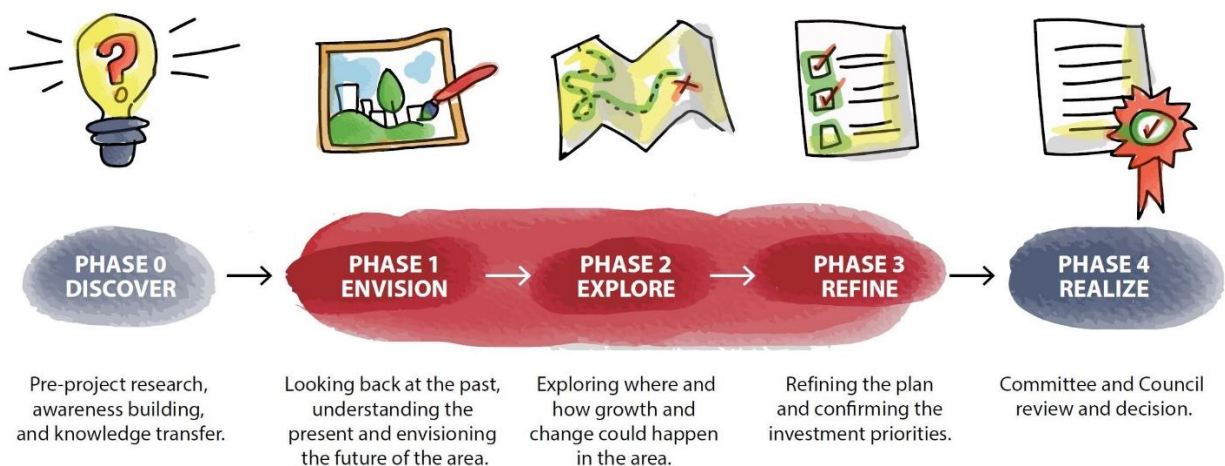 PHASE 0
DISCOVER
PHASE 1
ENVISION
PHASE 2
EXPLORE
PHASE 3
REFINE
PHASE 4
REALIZE
Pre-project research,
awareness building,
and knowledge transfer.
Looking back at the past,
understanding the
present and envisioning
the future of the area.
Exploring where and
how growth and
change could happen
in the area.
Refining the plan
and confirming the
investment priorities.
Committee and Council
review and decision.